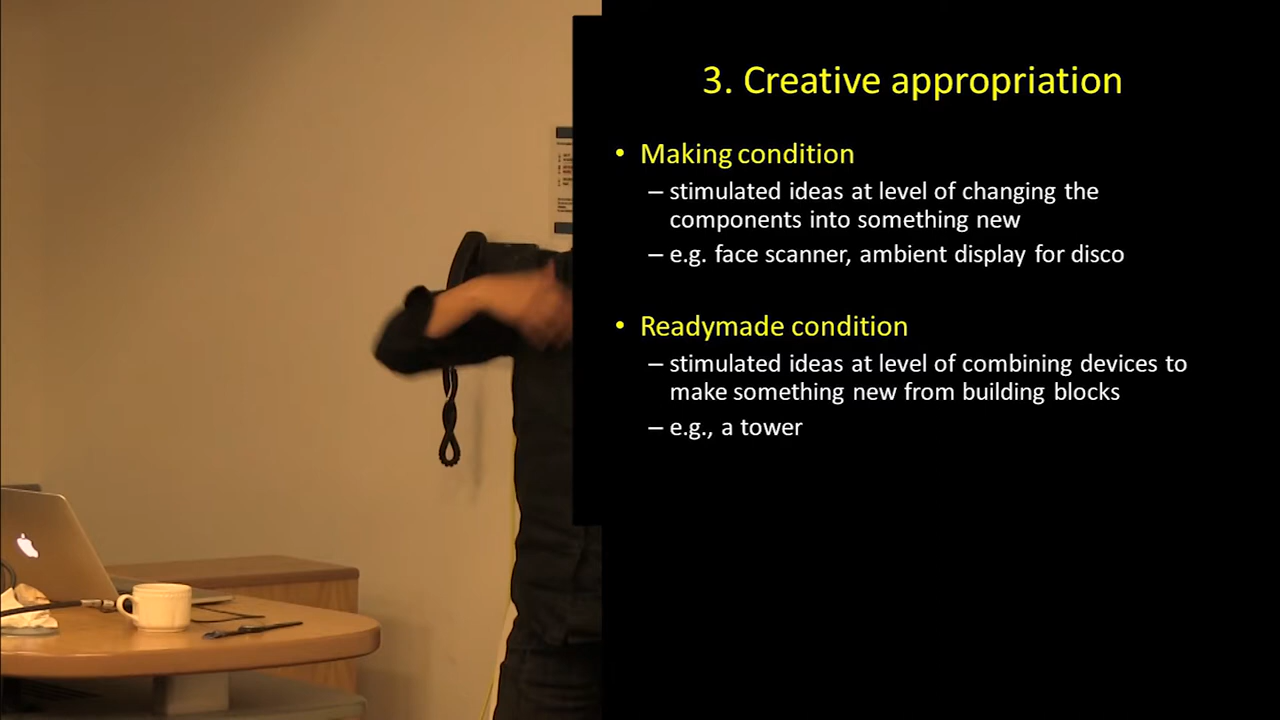 3. Creative appropriation
• Making condition
– stimulated ideas at level of changing the
components into something new
– e.g. face scanner, ambient display for disco
• Readymade condition
– stimulated ideas at level of combining devices to
make something new from building blocks
– e.g., a tower